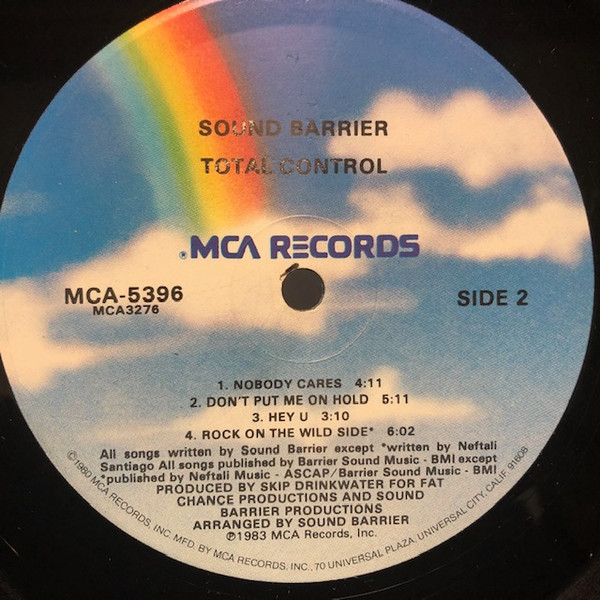 SOUND BARRIER
TOTAL CONTROL
®MCA RECORDS
MCA-5396
MCA3276
SIDE 2
1. NOBODY CARES 4:11
2. DON'T PUT ME ON HOLD 5:11
3. HEY U 3:10
4. ROCK ON THE WILD SIDE* 6:02
All songs written by Sound Barrier except *written by Neftali
Santiago All songs published by Barrier Sound Music - BMI except
*published by Neftali Music - ASCAP/Barrier Sound Music - BMI
PRODUCED BY SKIP DRINKWATER FOR FAT
CHANCE PRODUCTIONS AND SOUND
BARRIER PRODUCTIONS
ARRANGED BY SOUND BARRIER
℗1983 MCA Records, Inc.
©1980 MCA RECORDS, INC. MFD. BY MCA RECORDS, INC., 70 UNIVERSAL PLAZA, UNIVERSAL CITY, CALIF. 91608